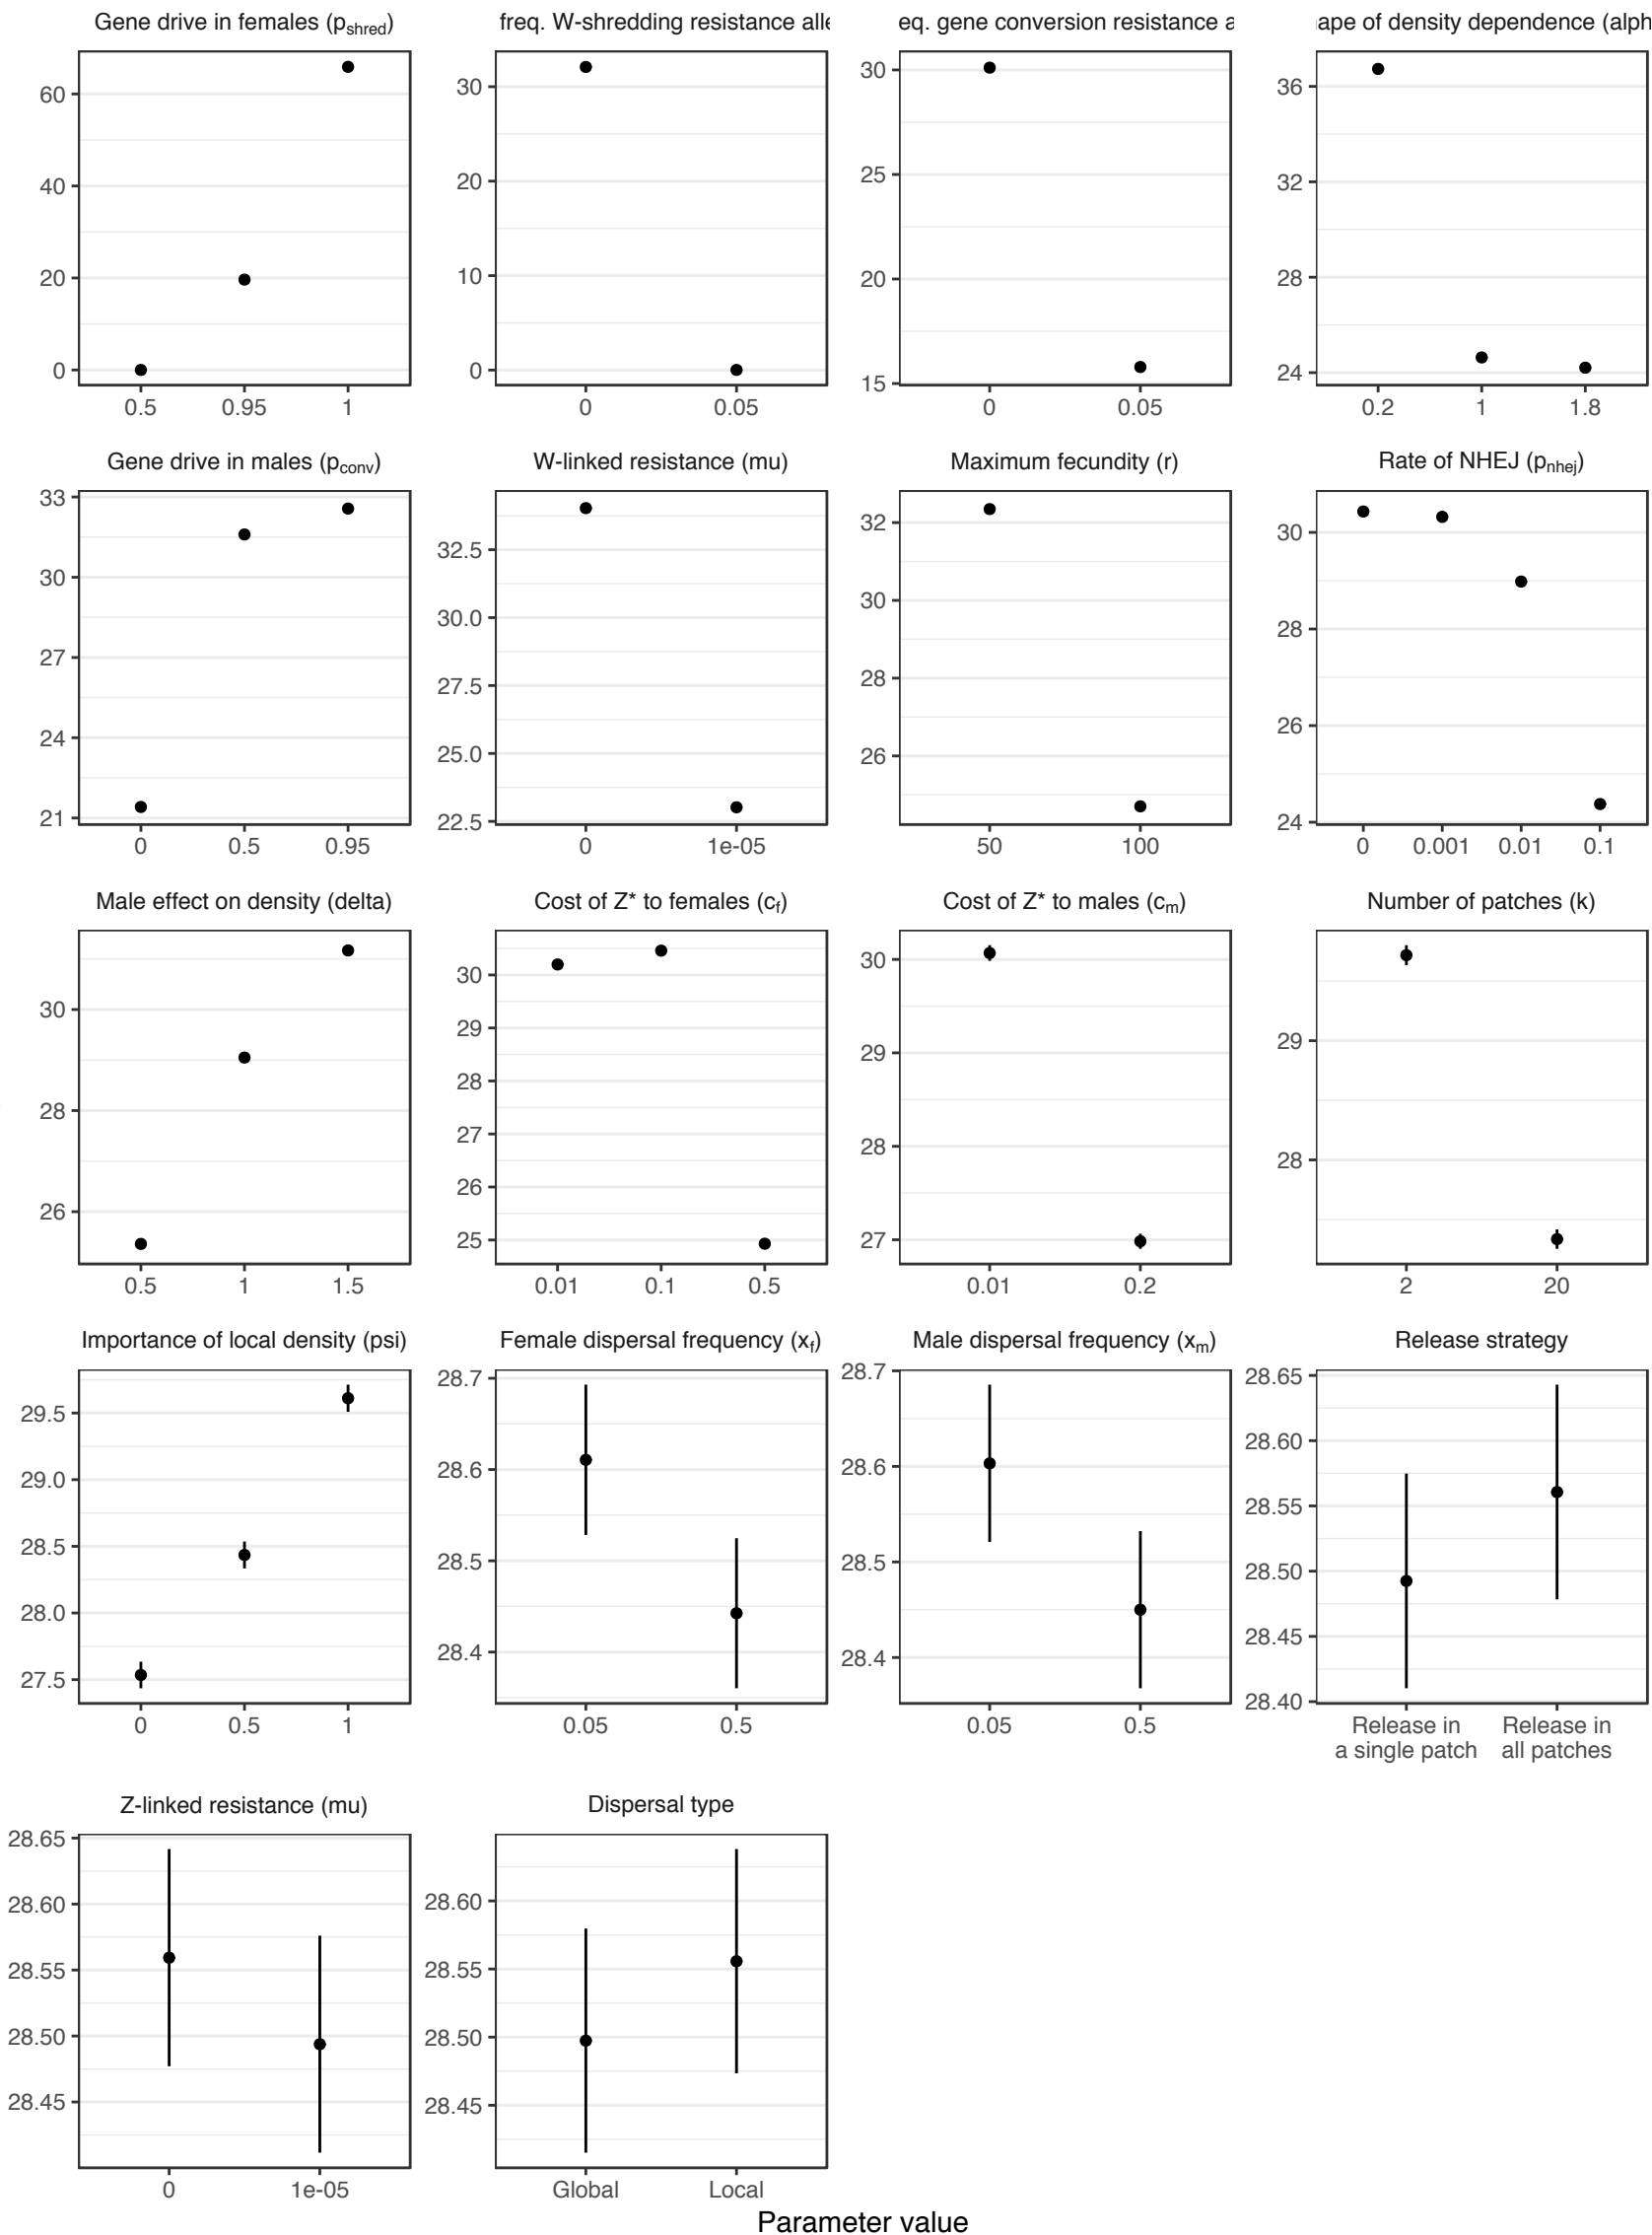 Gene drive in females (pshred)
freq. W-shredding resistance alle
eq. gene conversion resistance a
ape of density dependence (alph
60
40
20
0
0.5 0.95 1
30
20
10
0
0 0.05
30
25
20
15
0 0.05
36
32
28
24
0.2 1 1.8
Gene drive in males (pconv)
W-linked resistance (mu)
Maximum fecundity (r)
Rate of NHEJ (pnhej)
33
30
27
24
21
0 0.5 0.95
32.5
30.0
27.5
25.0
22.5
0 1e-05
32
30
28
26
50 100
30
28
26
24
0 0.001 0.01 0.1
Male effect on density (delta)
Cost of Z* to females (cf)
Cost of Z* to males (cm)
Number of patches (k)
30
28
26
0.5 1 1.5
30
29
28
27
26
25
0.01 0.1 0.5
30
29
28
27
0.01 0.2
29
28
2 20
Importance of local density (psi)
Female dispersal frequency (xf)
Male dispersal frequency (xm)
Release strategy
29.5
29.0
28.5
28.0
27.5
0 0.5 1
28.7
28.6
28.5
28.4
0.05 0.5
28.7
28.6
28.5
28.4
0.05 0.5
28.65
28.60
28.55
28.50
28.45
28.40
Release in
a single patch
Release in
all patches
Z-linked resistance (mu)
Dispersal type
28.65
28.60
28.55
28.50
28.45
0 1e-05
28.60
28.55
28.50
28.45
Global Local
Parameter value